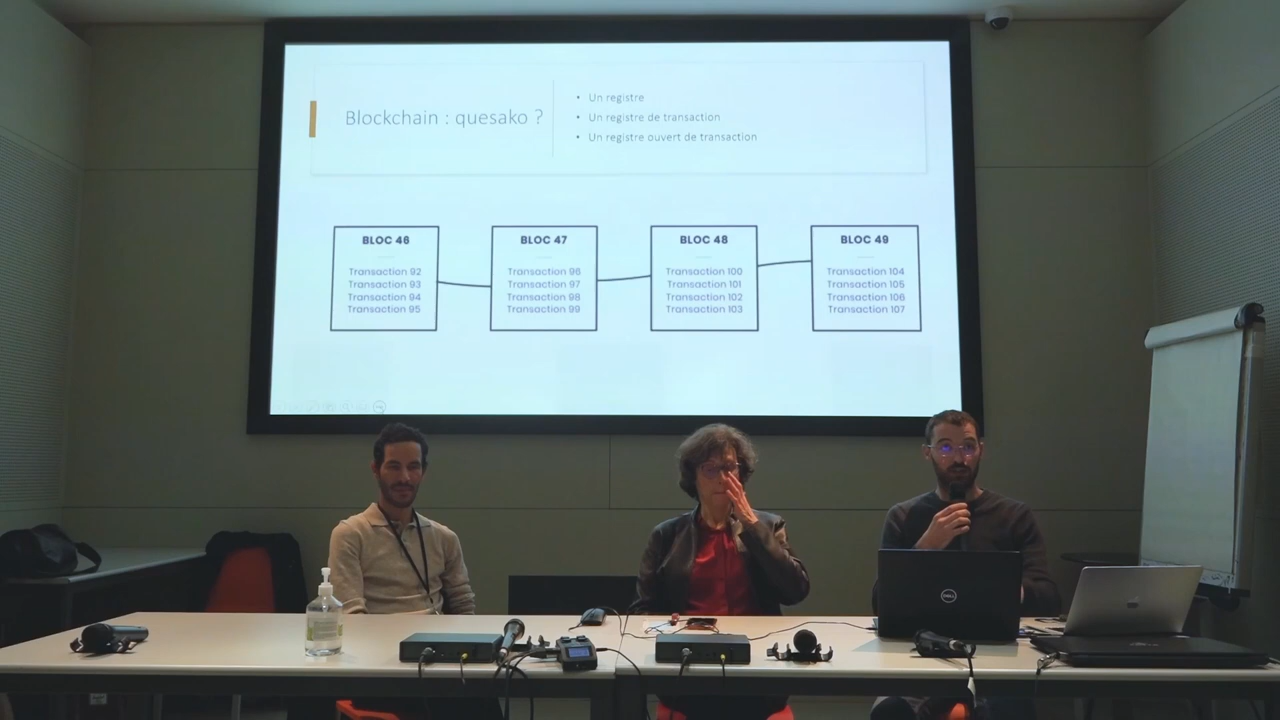 Blockchain : quesako ?
• Un registre
• Un registre de transaction
• Un registre ouvert de transaction
BLOC 46
Transaction 92
Transaction 93
Transaction 94
Transaction 95
BLOC 47
Transaction 96
Transaction 97
Transaction 98
Transaction 99
BLOC 48
Transaction 100
Transaction 101
Transaction 102
Transaction 103
BLOC 49
Transaction 104
Transaction 105
Transaction 106
Transaction 107
DELL